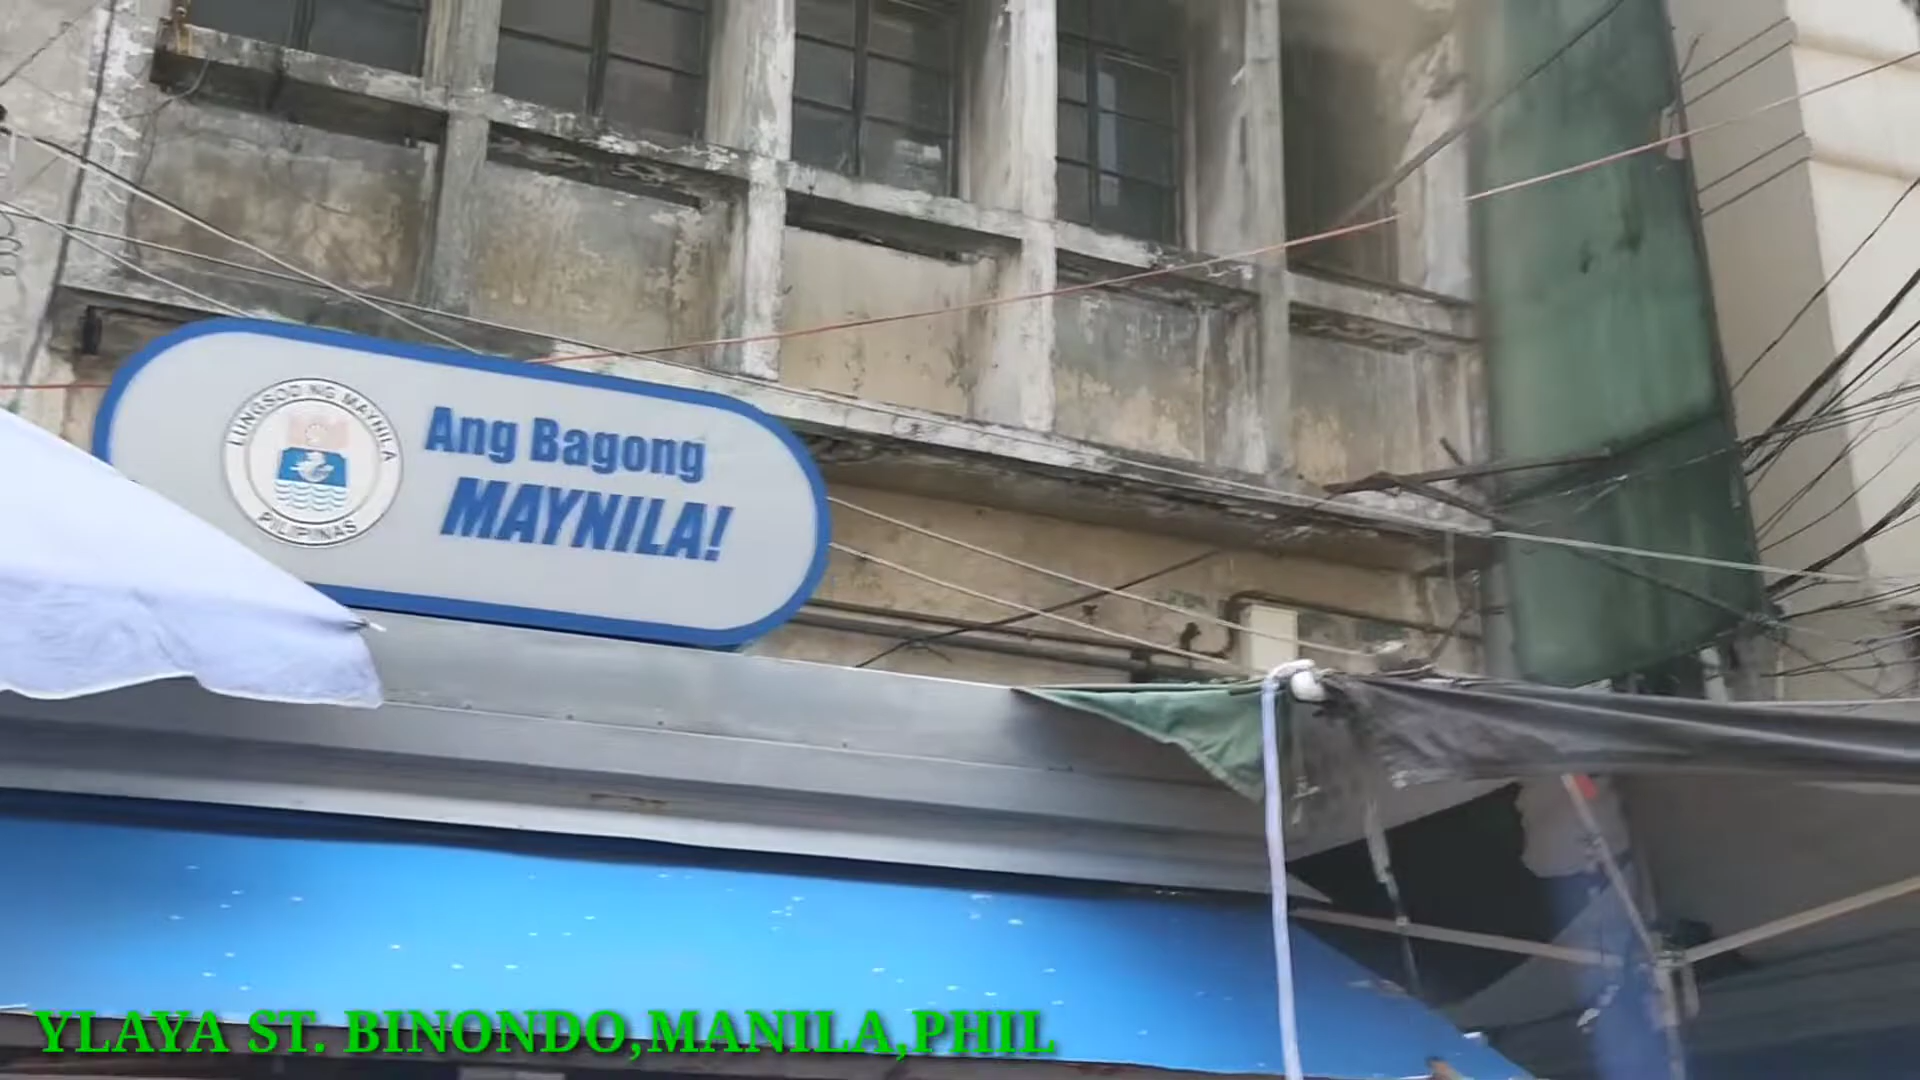 LUNGSOD NG MAYNILA
PILIPINAS
Ang Bagong
MAYNILA!
YLAYA ST. BINONDO,MANILA,PHIL